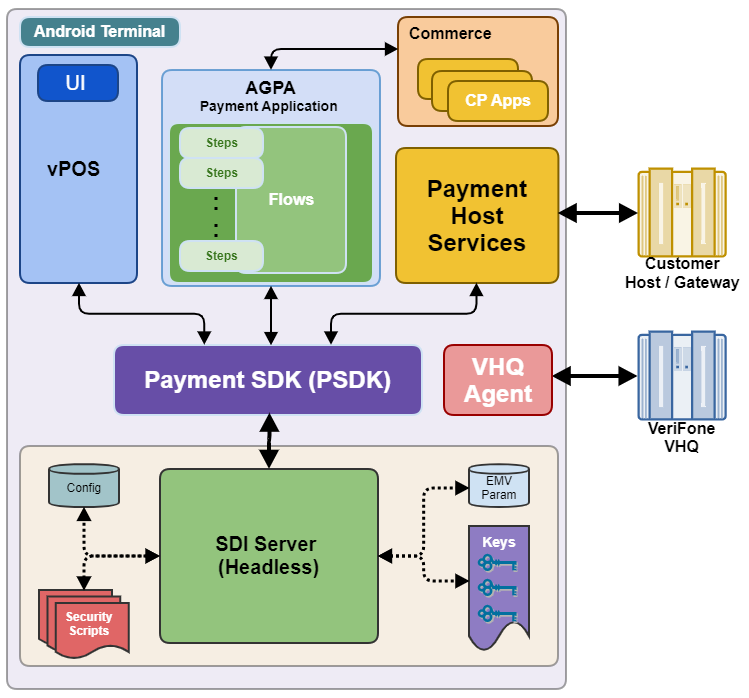 Android Terminal
UI
vPOS
AGPA
Payment Application
Steps
Steps
:
:
Steps
Flows
Commerce
CP Apps
Payment
Host
Services
Customer
Host / Gateway
Payment SDK (PSDK)
VHQ
Agent
VeriFone
VHQ
Config
Security
Scripts
SDI Server
(Headless)
EMV
Param
Keys